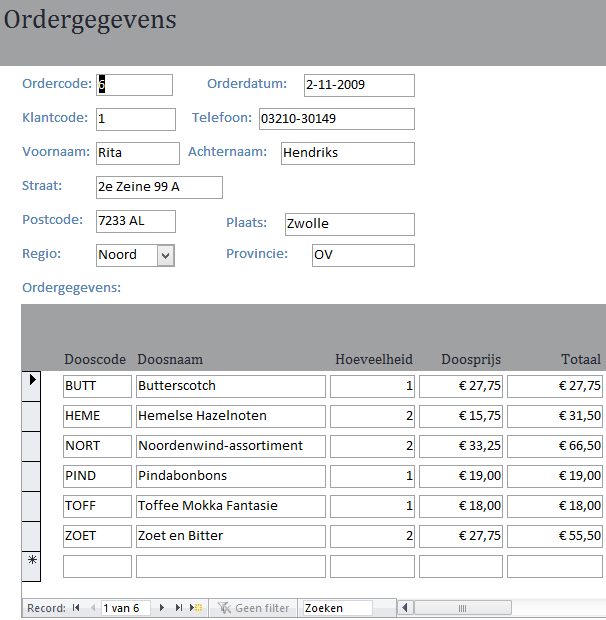 Ordergegevens
Ordercode: 6 Orderdatum: 2-11-2009
Klantcode: 1 Telefoon: 03210-30149
Voornaam: Rita Achternaam: Hendriks
Straat: 2e Zeine 99 A
Postcode: 7233 AL Plaats: Zwolle
Regio: Noord Provincie: OV
Ordergegevens:
Dooscode Doosnaam Hoeveelheid Doosprijs Totaal
BUTT Butterscotch 1 € 27,75 € 27,75
HEME Hemelse Hazelnoten 2 € 15,75 € 31,50
NORT Noordenwind-assortiment 2 € 33,25 € 66,50
PIND Pindabonbons 1 € 19,00 € 19,00
TOFF Toffee Mokka Fantasie 1 € 18,00 € 18,00
ZOET Zoet en Bitter 2 € 27,75 € 55,50
Record: 1 van 6 Geen filter Zoeken